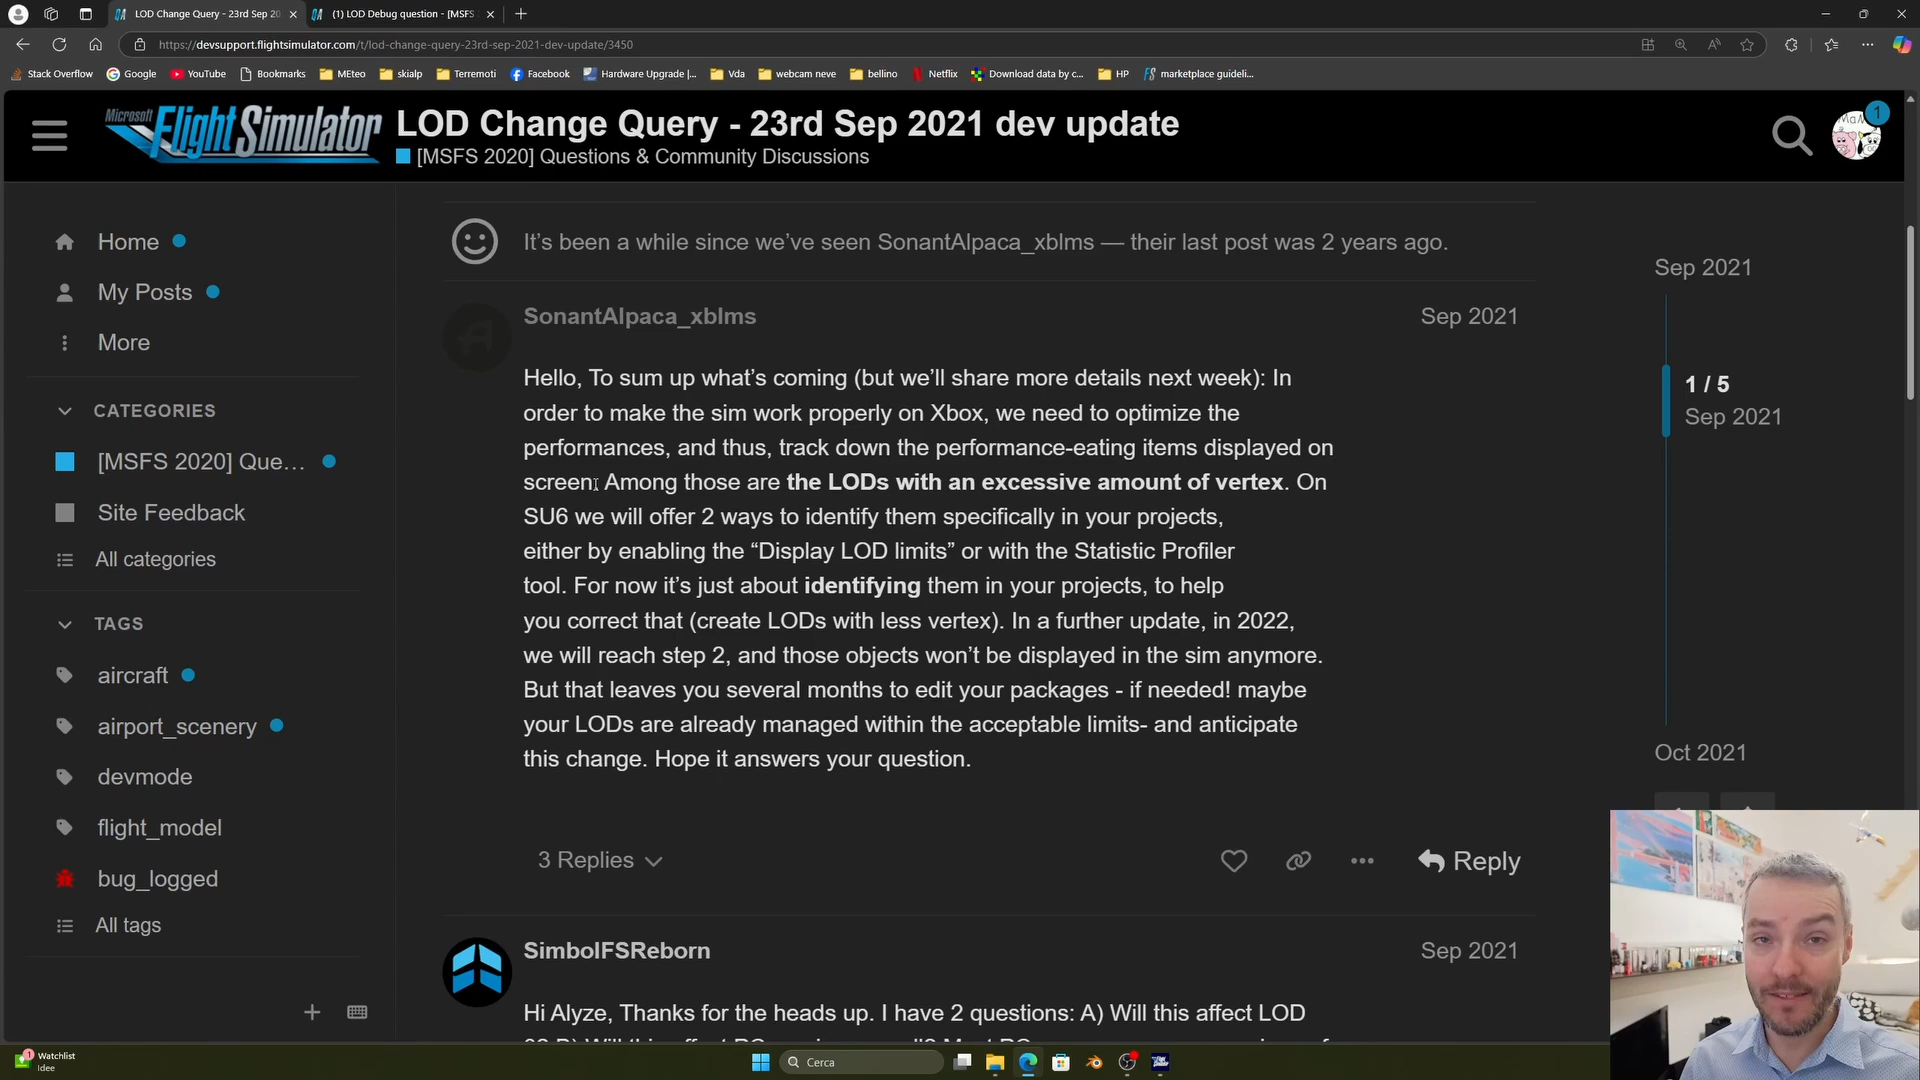 LOD Change Query - 23rd Sep 20
(1) LOD Debug question - [MSFS
https://devsupport.flightsimulator.com/t/lod-change-query-23rd-sep-2021-dev-update/3450
Stack Overflow
Google
YouTube
Bookmarks
MEteo
skialp
Terremoti
Facebook
Hardware Upgrade |...
Vda
webcam neve
bellino
Netflix
Download data by c...
HP
marketplace guideli...
Microsoft
Flight Simulator
LOD Change Query - 23rd Sep 2021 dev update
[MSFS 2020] Questions & Community Discussions
1
Home
My Posts
More
CATEGORIES
[MSFS 2020] Que...
Site Feedback
All categories
TAGS
aircraft
airport_scenery
devmode
flight_model
bug_logged
All tags
It's been a while since we've seen SonantAlpaca_xblms — their last post was 2 years ago.
SonantAlpaca_xblms
Sep 2021
Hello, To sum up what's coming (but we'll share more details next week): In
order to make the sim work properly on Xbox, we need to optimize the
performances, and thus, track down the performance-eating items displayed on
screen. Among those are the LODs with an excessive amount of vertex. On
SU6 we will offer 2 ways to identify them specifically in your projects,
either by enabling the “Display LOD limits” or with the Statistic Profiler
tool. For now it's just about identifying them in your projects, to help
you correct that (create LODs with less vertex). In a further update, in 2022,
we will reach step 2, and those objects won't be displayed in the sim anymore.
But that leaves you several months to edit your packages - if needed! maybe
your LODs are already managed within the acceptable limits- and anticipate
this change. Hope it answers your question.
3 Replies
Reply
SimbolFSReborn
Sep 2021
Hi Alyze, Thanks for the heads up. I have 2 questions: A) Will this affect LOD
Sep 2021
1 / 5
Sep 2021
Oct 2021
1
Watchlist
Idee
Cerca